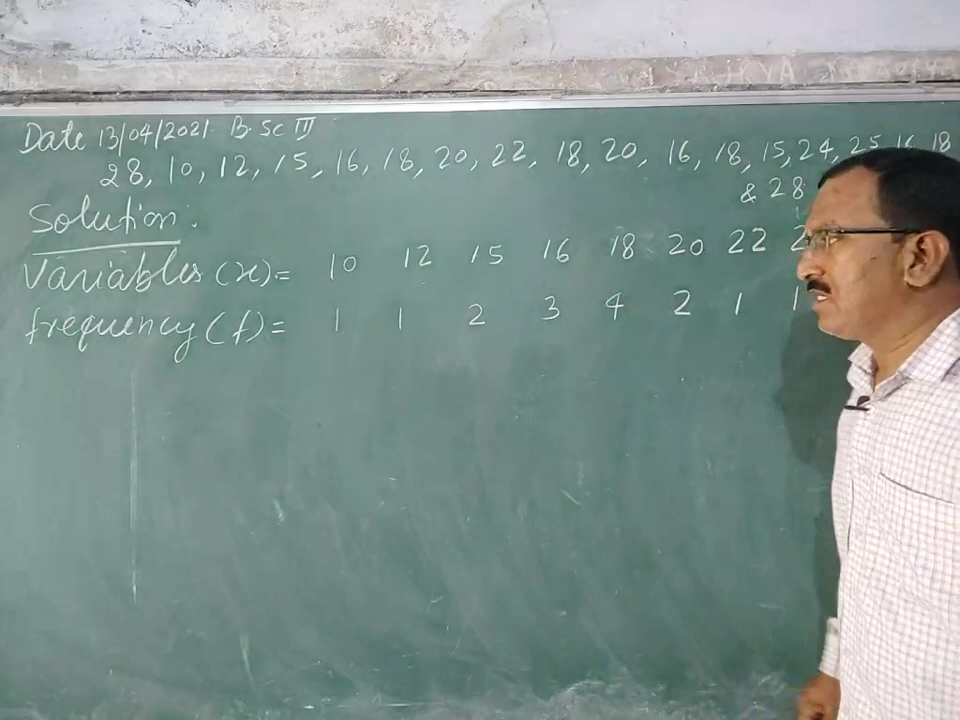 Date 13/04/2021 B.Sc III
28, 10, 12, 15, 16, 18, 20, 22, 18, 20, 16, 18, 15, 24, 25 16 18
& 28
Solution:
Variables (x) = 10 12 15 16 18 20 22
frequency (f) = 1 1 2 3 4 2 1 1